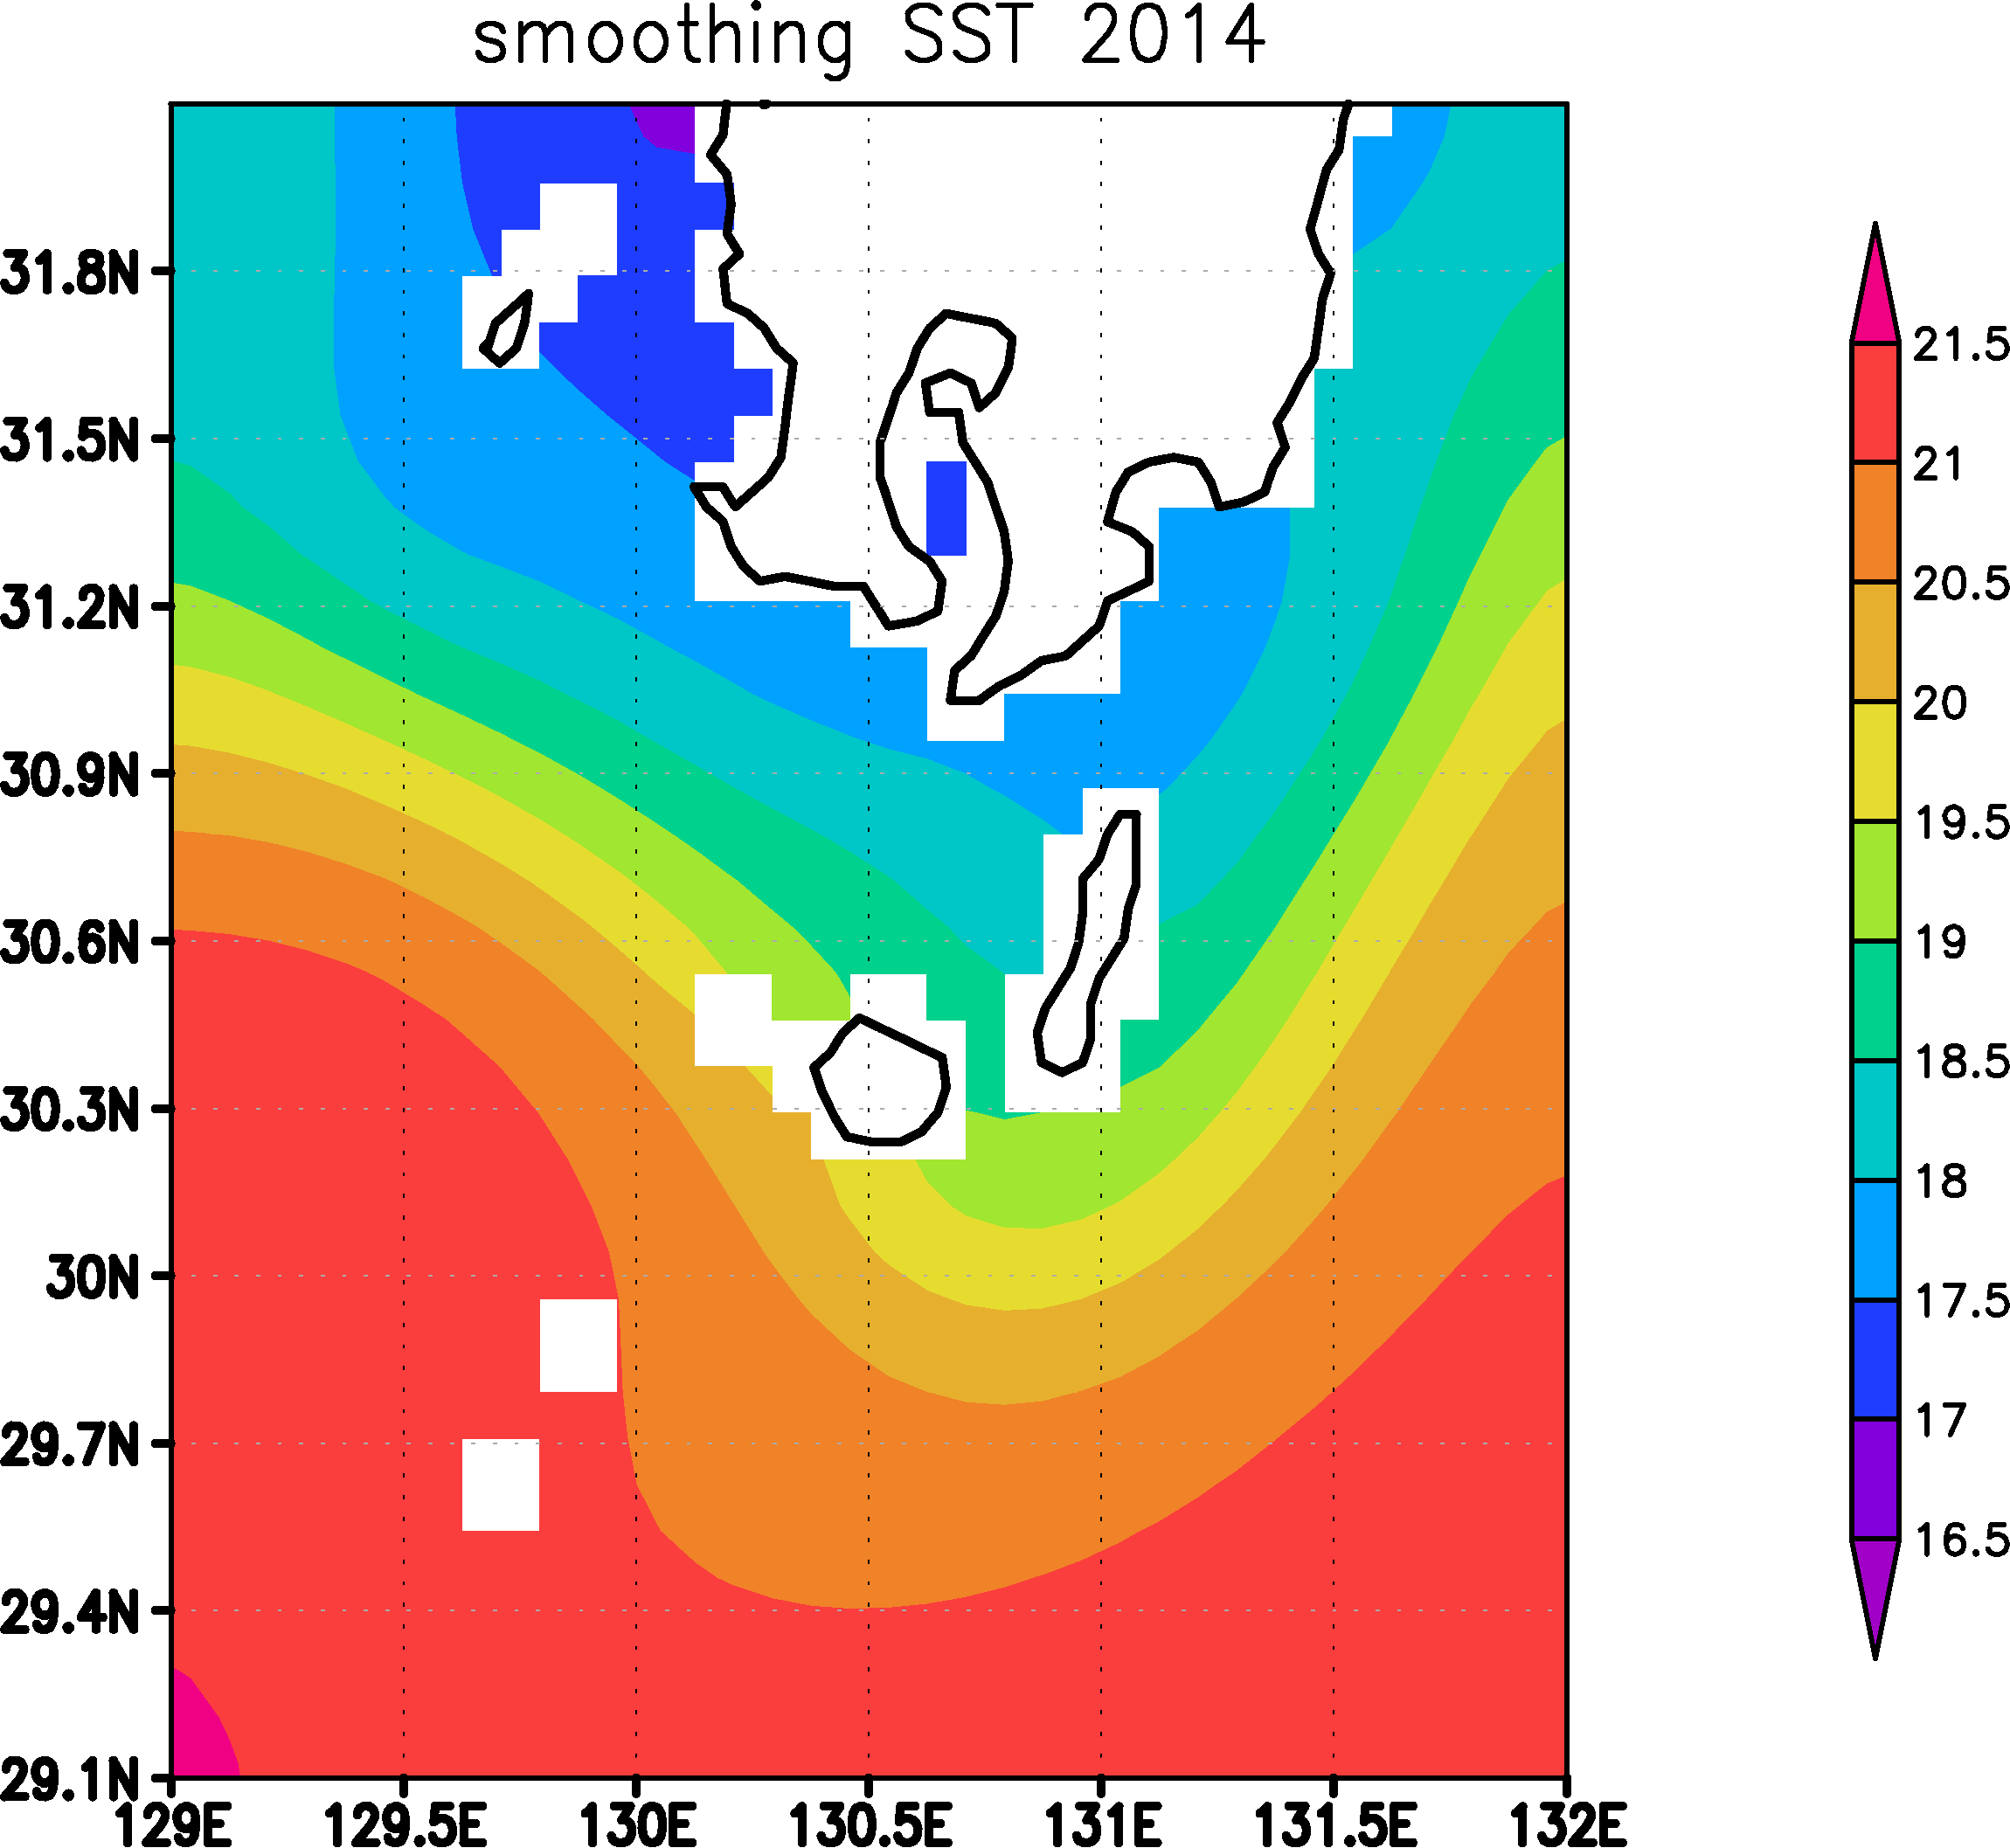 smoothing SST 2014
31.8N
31.5N
31.2N
30.9N
30.6N
30.3N
30N
29.7N
29.4N
29.1N
129E 129.5E 130E 130.5E 131E 131.5E 132E
21.5
21
20.5
20
19.5
19
18.5
18
17.5
17
16.5